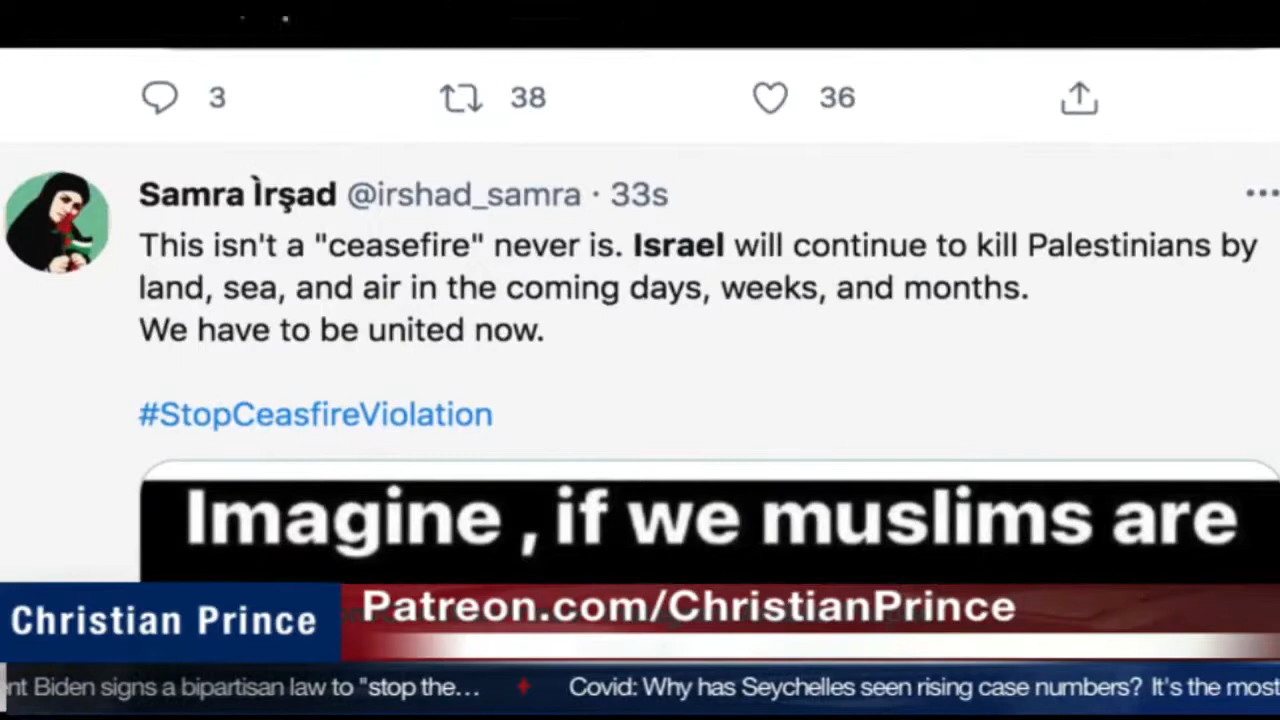 3 38 36
Samra Ìrşad @irshad_samra · 33s
This isn't a "ceasefire" never is. Israel will continue to kill Palestinians by
land, sea, and air in the coming days, weeks, and months.
We have to be united now.
#StopCeasfireViolation
Imagine , if we muslims are
Christian Prince
Patreon.com/ChristianPrince
nt Biden signs a bipartisan law to "stop the... Covid: Why has Seychelles seen rising case numbers? It's the most